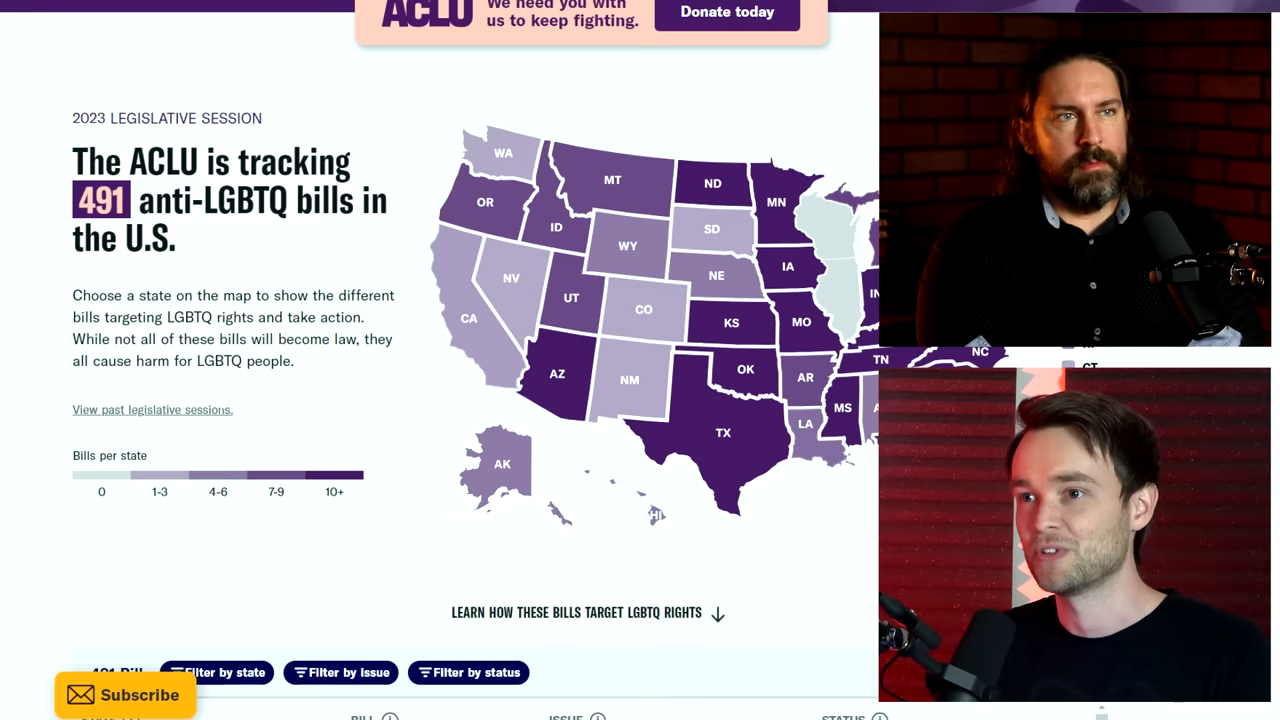 ACLU
We need you with
us to keep fighting.
Donate today
2023 LEGISLATIVE SESSION
The ACLU is tracking
491 anti-LGBTQ bills in
the U.S.
Choose a state on the map to show the different
bills targeting LGBTQ rights and take action.
While not all of these bills will become law, they
all cause harm for LGBTQ people.
View past legislative sessions.
Bills per state
0 1-3 4-6 7-9 10+
WA
MT
ND
MN
OR
ID
SD
WY
IA
NE
NV
UT
CO
CA
KS
MO
NC
TN
AZ
NM
OK
AR
MS
LA
TX
AK
HI
CT
LEARN HOW THESE BILLS TARGET LGBTQ RIGHTS
Filter by state Filter by issue Filter by status
Subscribe
BILL ISSUE STATUS